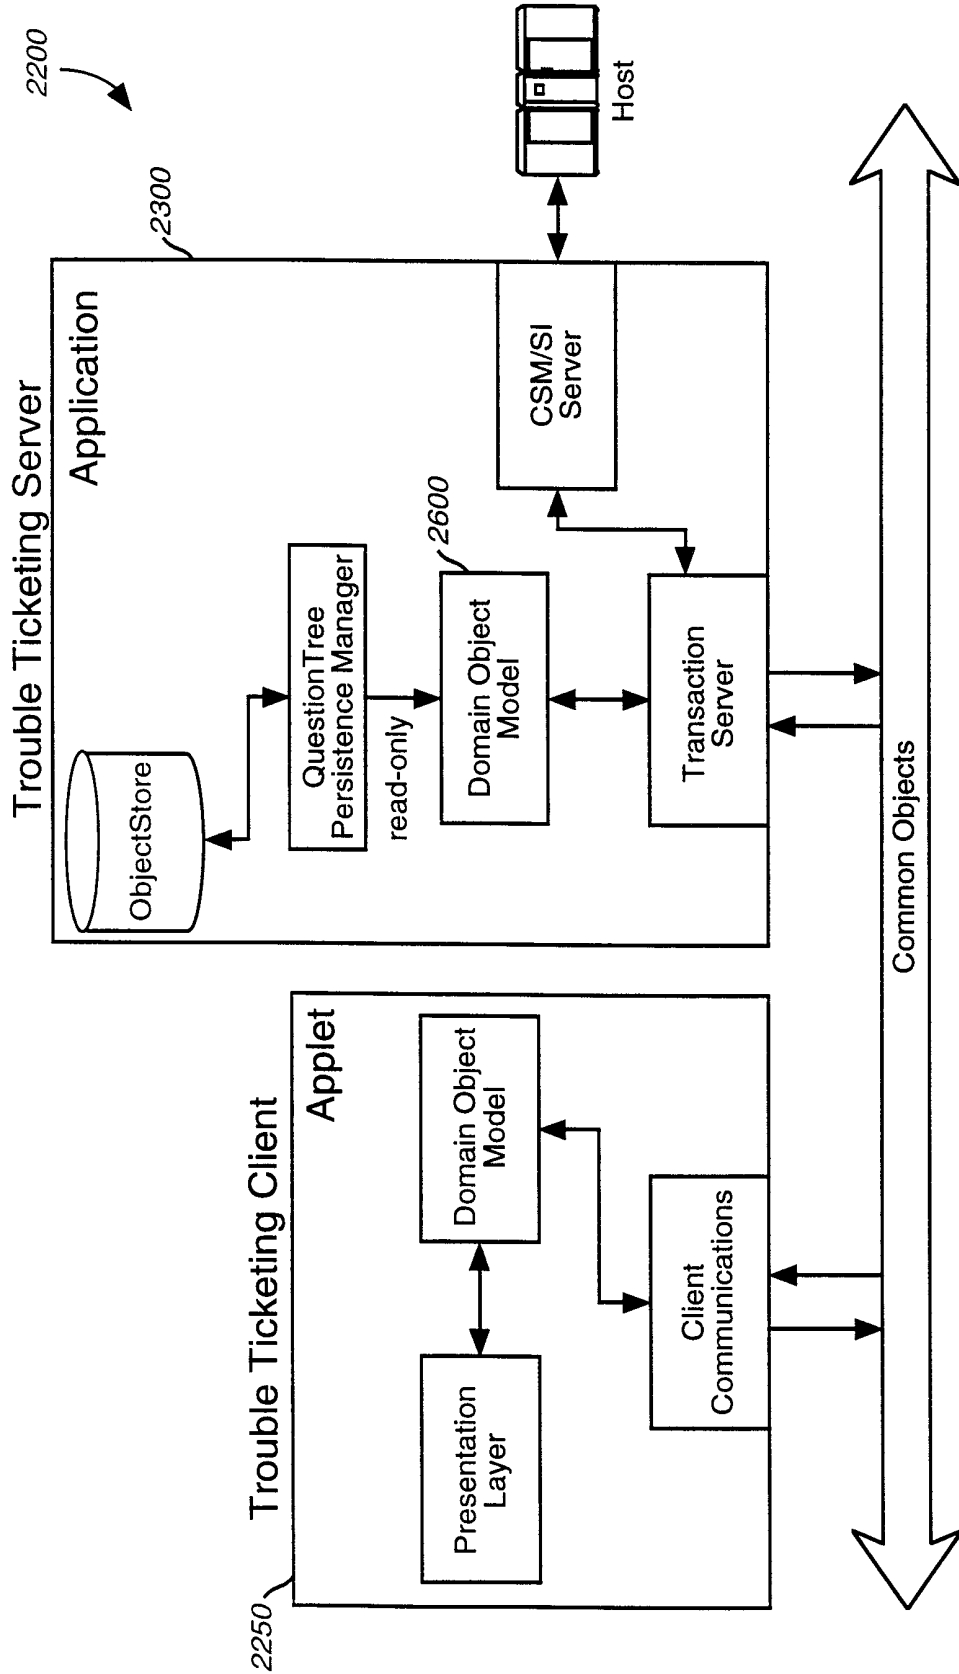 2200
Trouble Ticketing Server
2300
Application
ObjectStore
QuestionTree
Persistence Manager
read-only
2600
Domain Object
Model
CSM/SI
Server
Host
Transaction
Server
Trouble Ticketing Client
2250
Applet
Presentation
Layer
Domain Object
Model
Client
Communications
Common Objects